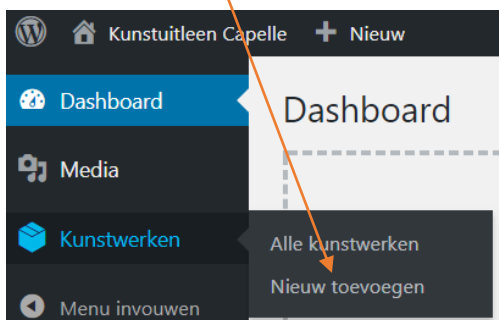 Kunstuitleen Capelle + Nieuw
Dashboard
Dashboard
Media
Kunstwerken
Alle kunstwerken
Nieuw toevoegen
Menu invouwen